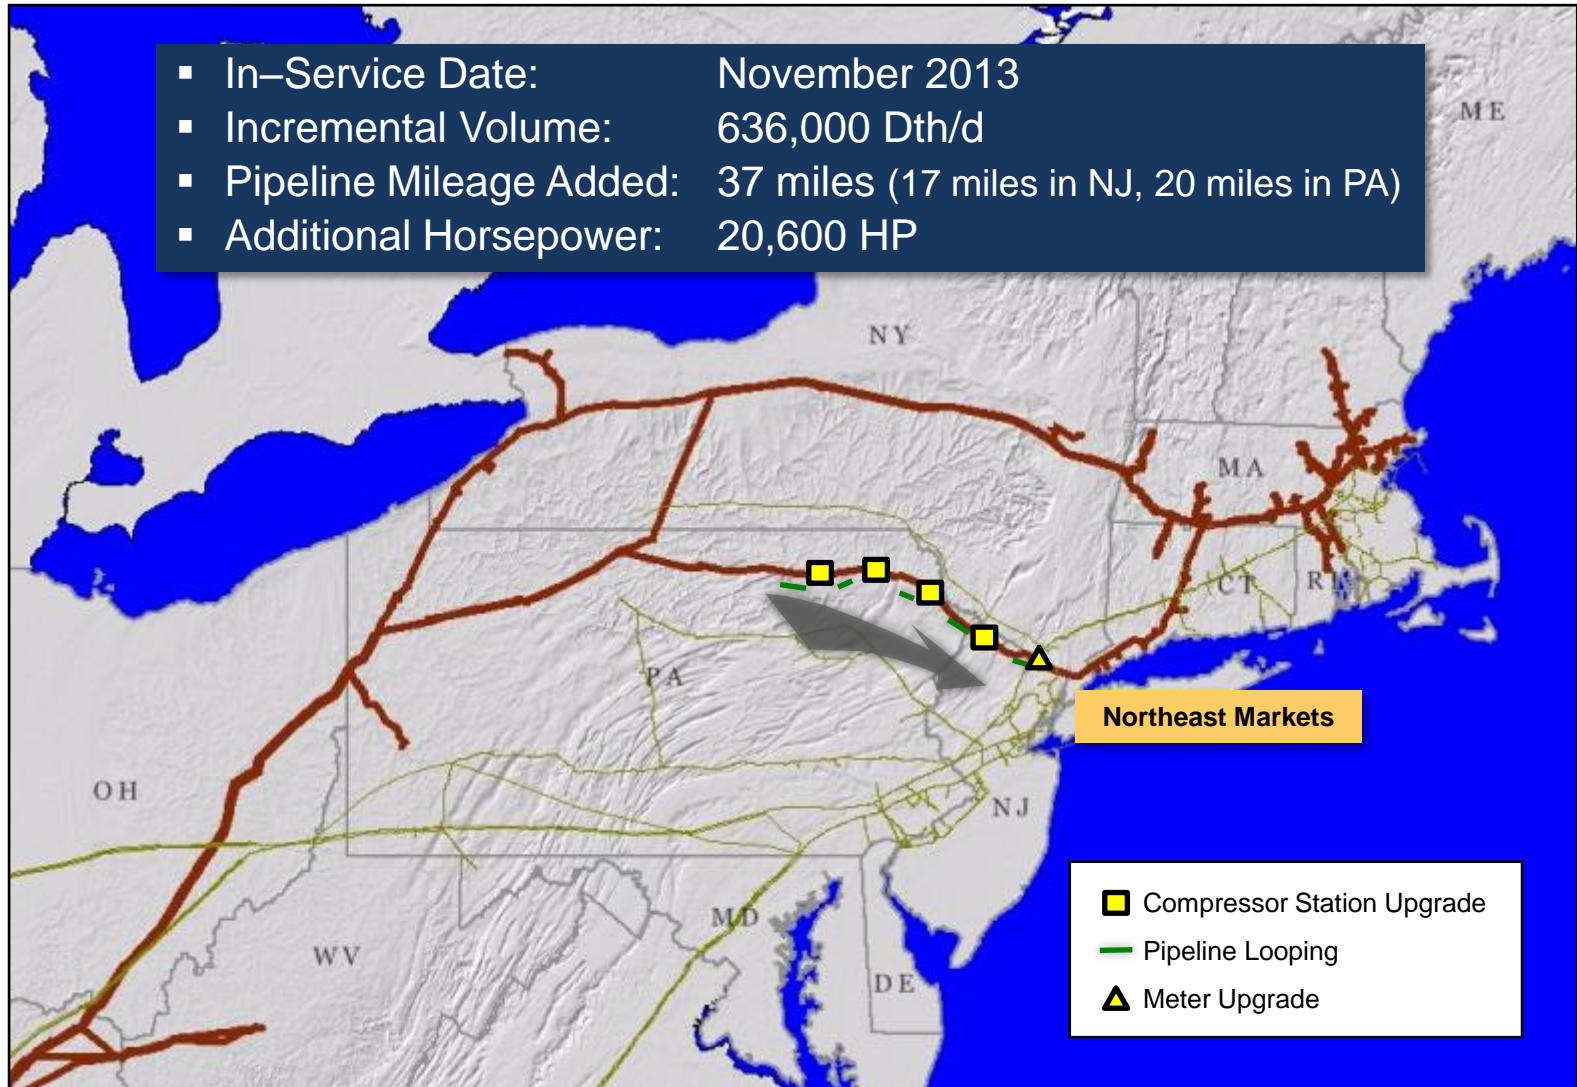 ▪ In–Service Date: November 2013
▪ Incremental Volume: 636,000 Dth/d
▪ Pipeline Mileage Added: 37 miles (17 miles in NJ, 20 miles in PA)
▪ Additional Horsepower: 20,600 HP
ME
NY
MA
CT
RI
PA
Northeast Markets
OH
NJ
MD
WV
DE
Compressor Station Upgrade
Pipeline Looping
Meter Upgrade